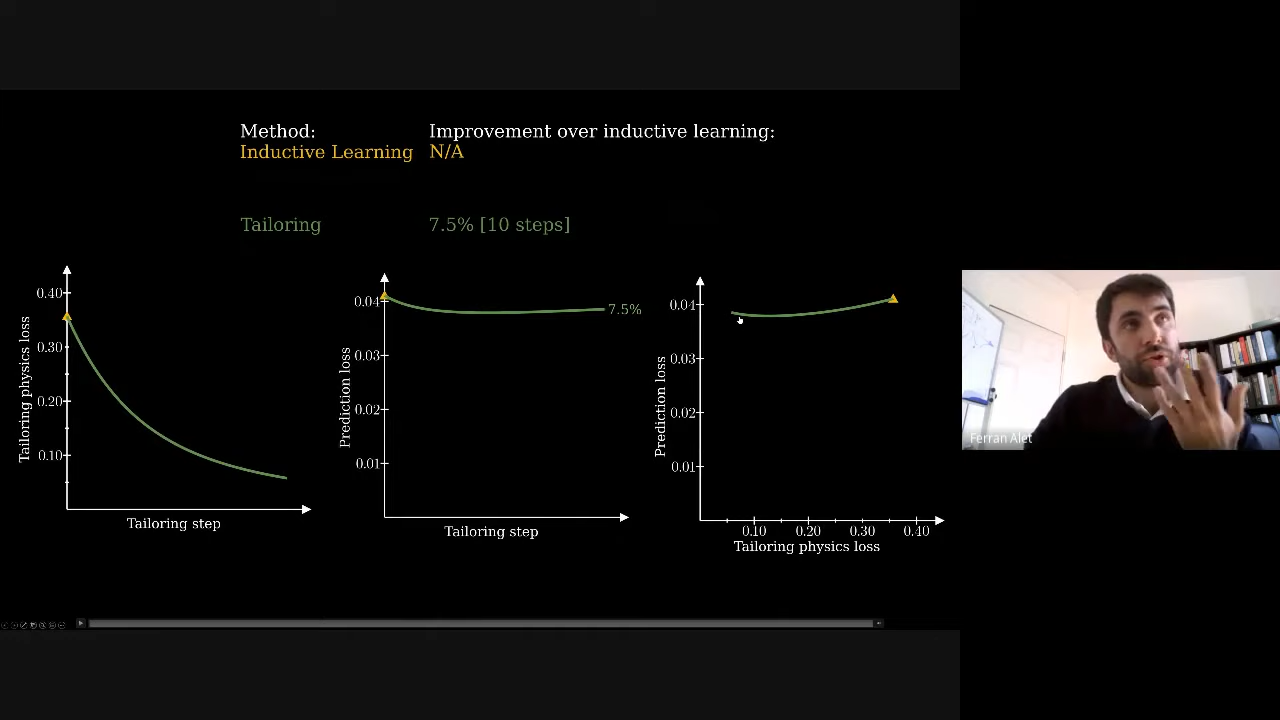 Method: Improvement over inductive learning:
Inductive Learning N/A
Tailoring 7.5% [10 steps]
0.40
0.30
0.20
0.10
Tailoring physics loss
Tailoring step
0.04
0.03
0.02
0.01
Prediction loss
7.5%
Tailoring step
0.04
0.03
0.02
0.01
Prediction loss
0.10 0.20 0.30 0.40
Tailoring physics loss
Ferran Alet